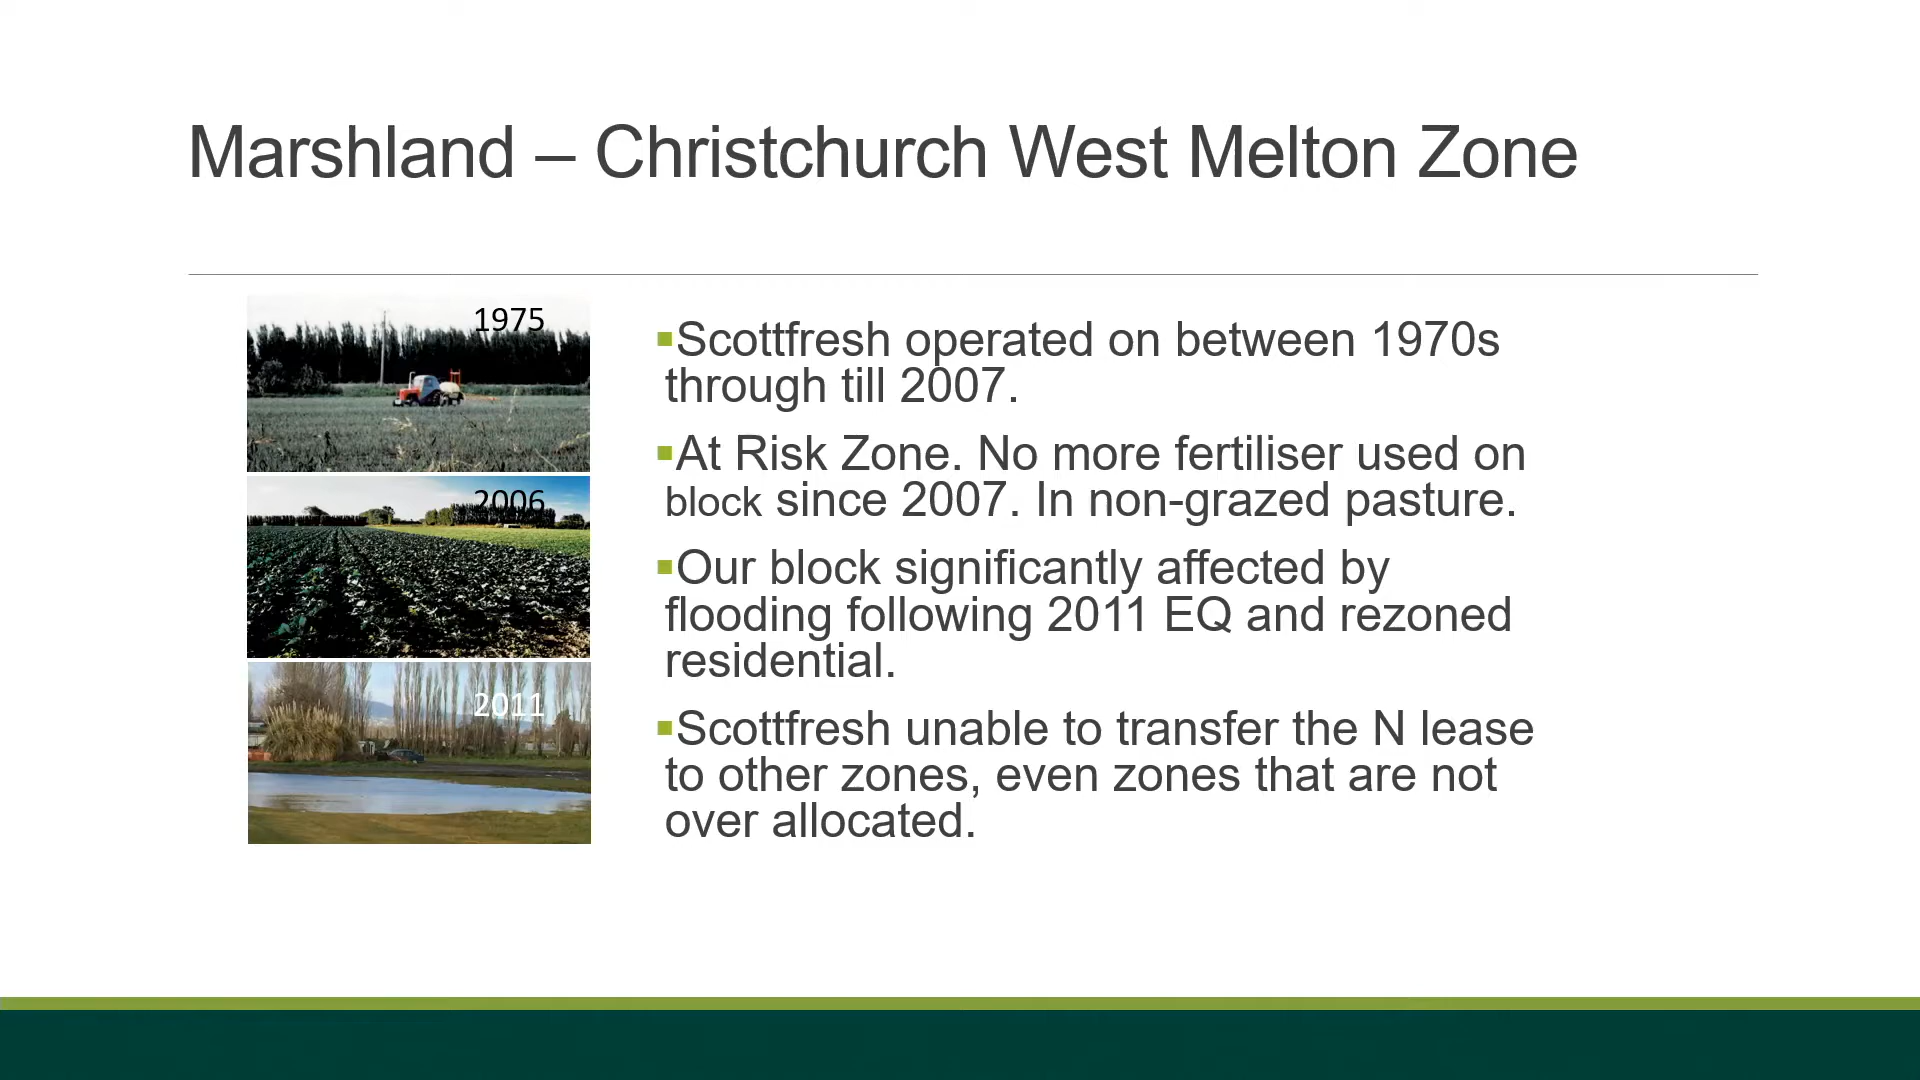 Marshland – Christchurch West Melton Zone
1975
2006
2011
▪Scottfresh operated on between 1970s
through till 2007.
▪At Risk Zone. No more fertiliser used on
block since 2007. In non-grazed pasture.
▪Our block significantly affected by
flooding following 2011 EQ and rezoned
residential.
▪Scottfresh unable to transfer the N lease
to other zones, even zones that are not
over allocated.